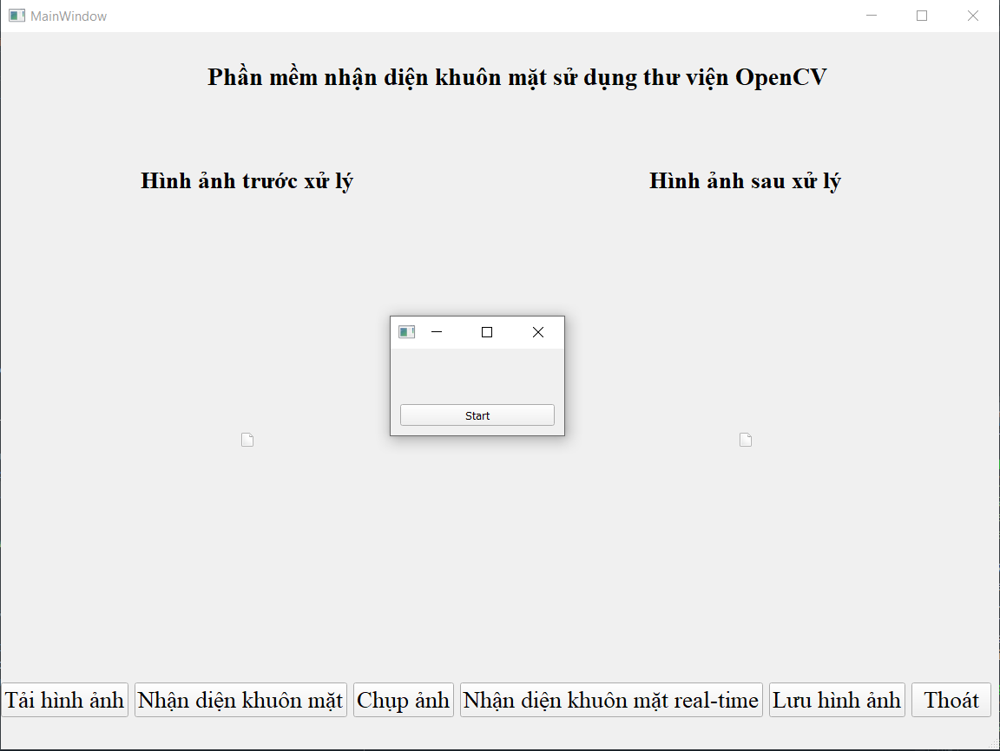 MainWindow
Phần mềm nhận diện khuôn mặt sử dụng thư viện OpenCV
Hình ảnh trước xử lý
Hình ảnh sau xử lý
Start
Tải hình ảnh
Nhận diện khuôn mặt
Chụp ảnh
Nhận diện khuôn mặt real-time
Lưu hình ảnh
Thoát